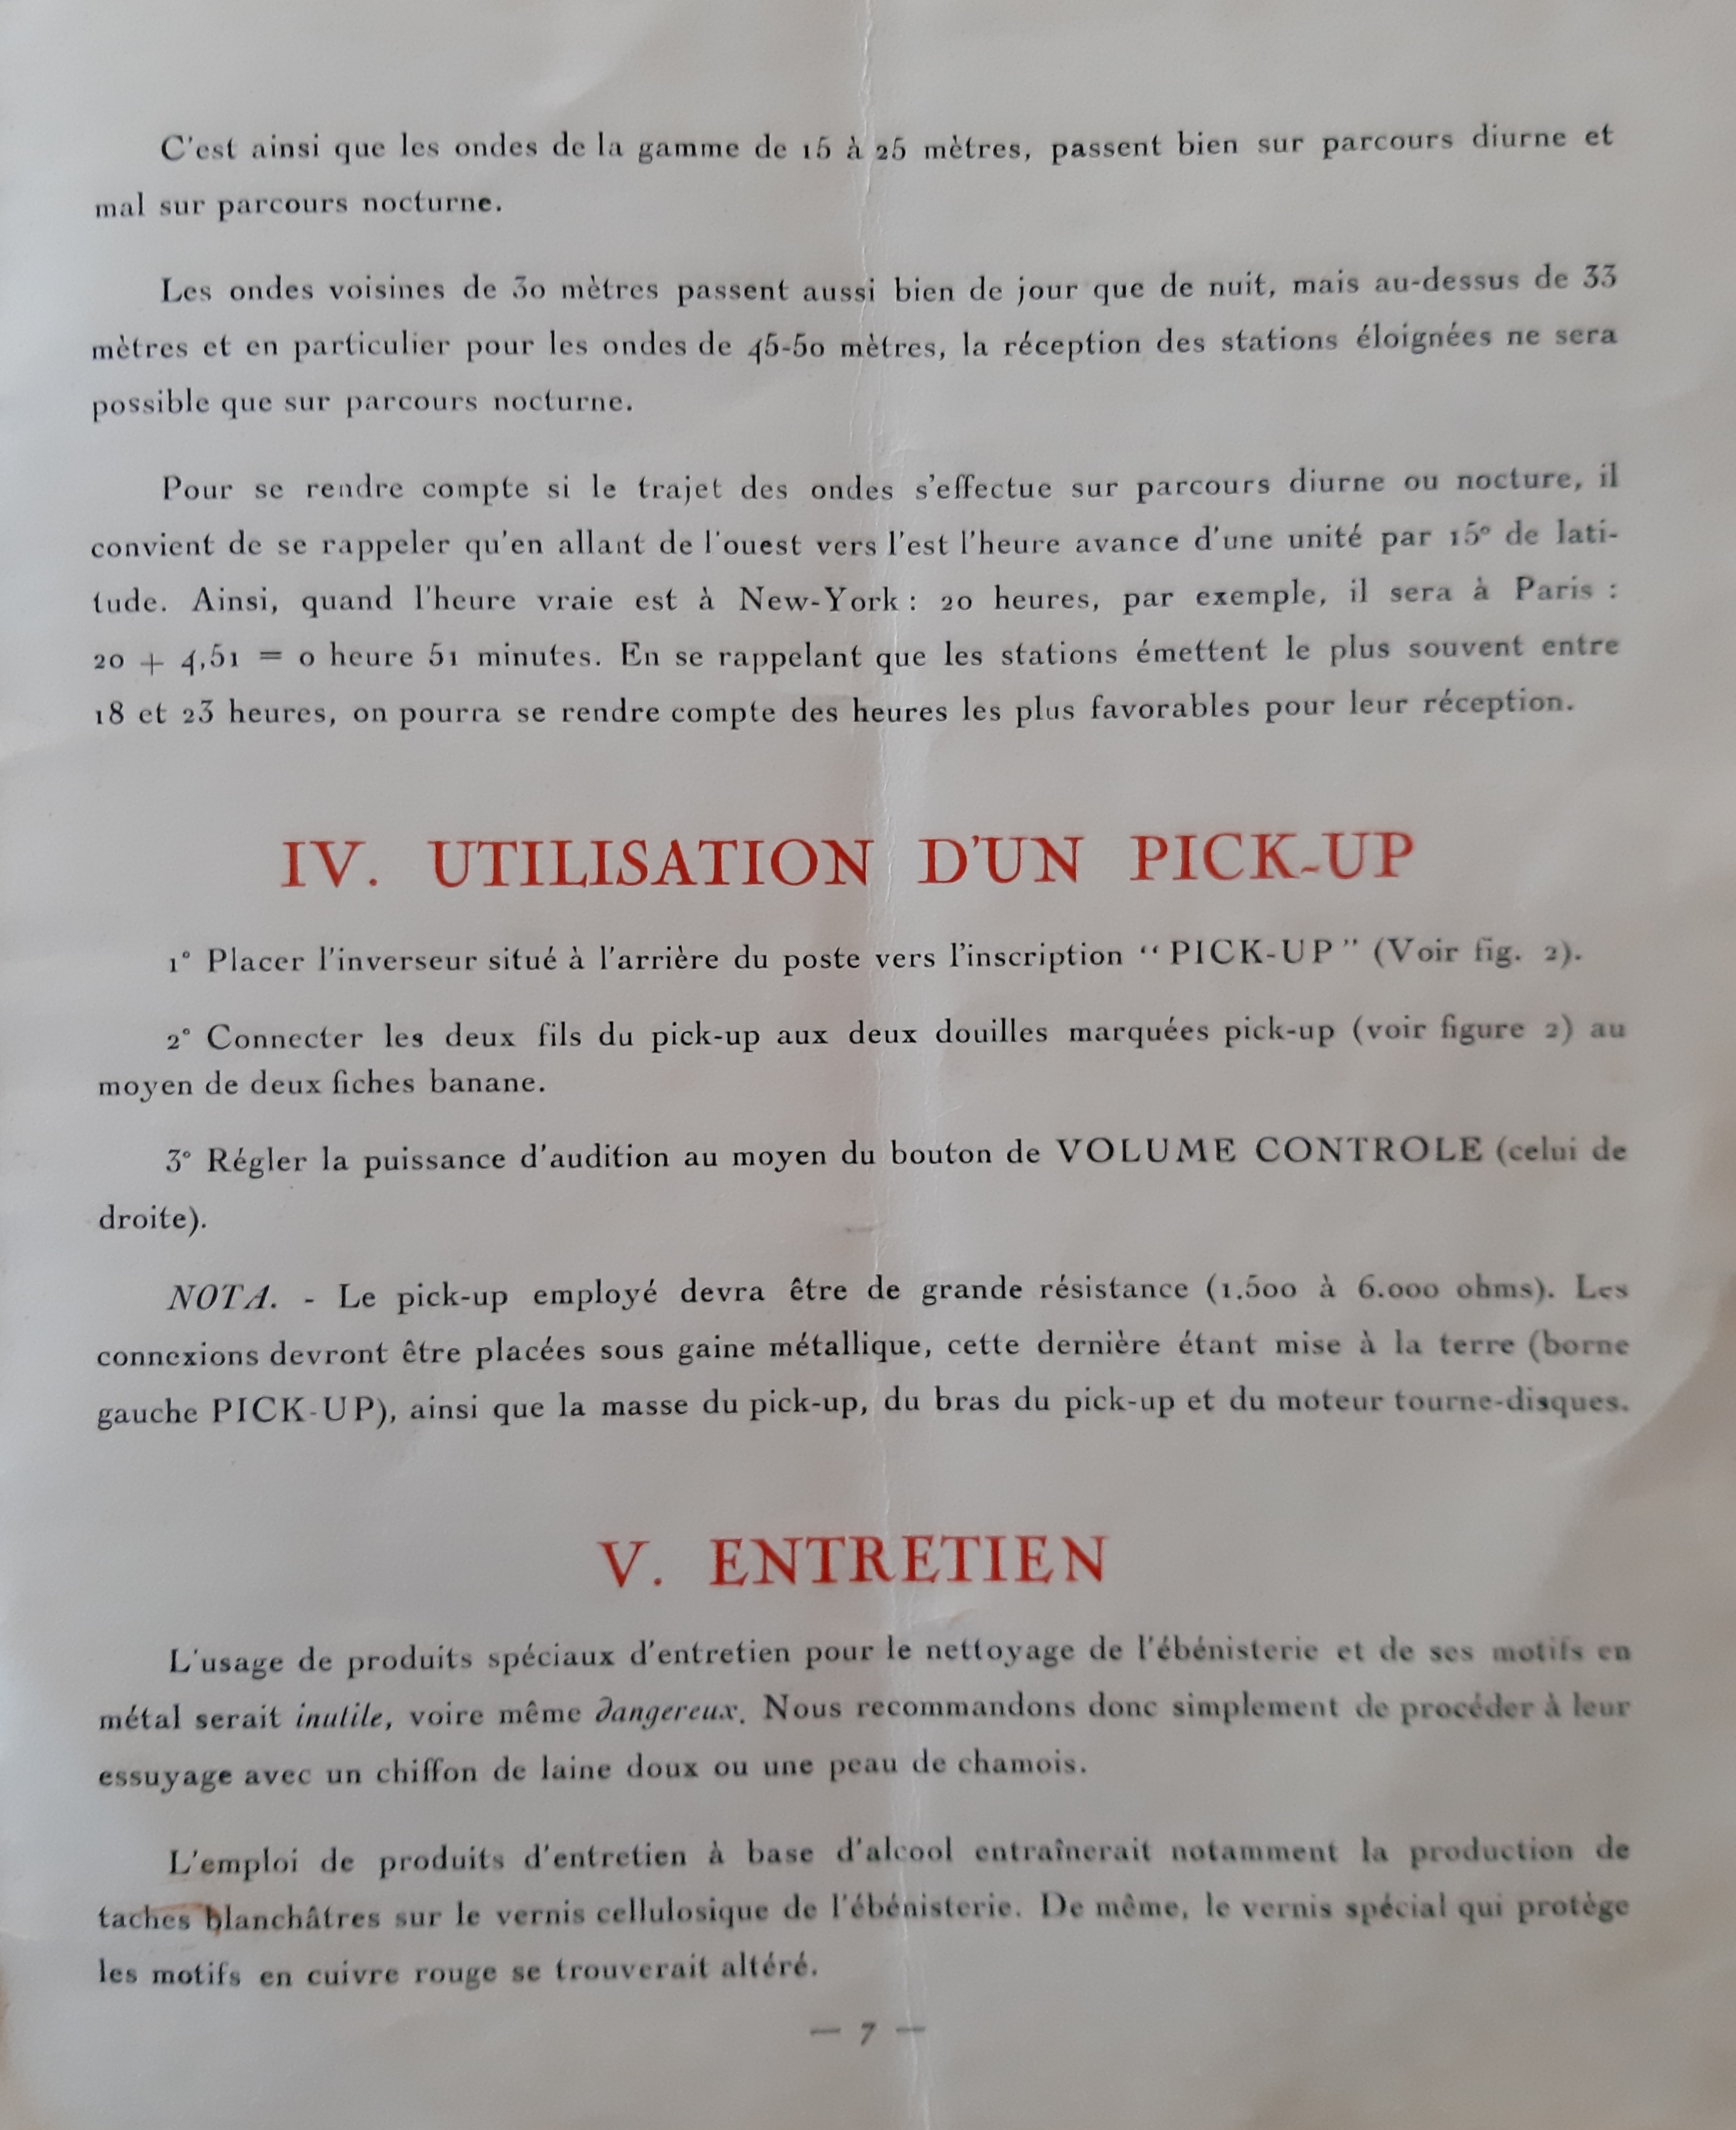 C'est ainsi que les ondes de la gamme de 15 à 25 mètres, passent bien sur parcours diurne et
mal sur parcours nocturne.
Les ondes voisines de 30 mètres passent aussi bien de jour que de nuit, mais au-dessus de 33
mètres et en particulier pour les ondes de 45-50 mètres, la réception des stations éloignées ne sera
possible que sur parcours nocturne.
Pour se rendre compte si le trajet des ondes s'effectue sur parcours diurne ou nocture, il
convient de se rappeler qu'en allant de l'ouest vers l'est l'heure avance d'une unité par 15° de lati-
tude. Ainsi, quand l'heure vraie est à New-York : 20 heures, par exemple, il sera à Paris :
20 + 4,51 = 0 heure 51 minutes. En se rappelant que les stations émettent le plus souvent entre
18 et 23 heures, on pourra se rendre compte des heures les plus favorables pour leur réception.
IV. UTILISATION D'UN PICK-UP
1° Placer l'inverseur situé à l'arrière du poste vers l'inscription “ PICK-UP ” (Voir fig. 2).
2° Connecter les deux fils du pick-up aux deux douilles marquées pick-up (voir figure 2) au
moyen de deux fiches banane.
3° Régler la puissance d'audition au moyen du bouton de VOLUME CONTROLE (celui de
droite).
NOTA. - Le pick-up employé devra être de grande résistance (1.500 à 6.000 ohms). Les
connexions devront être placées sous gaine métallique, cette dernière étant mise à la terre (borne
gauche PICK-UP), ainsi que la masse du pick-up, du bras du pick-up et du moteur tourne-disques.
V. ENTRETIEN
L'usage de produits spéciaux d'entretien pour le nettoyage de l'ébénisterie et de ses motifs en
métal serait inutile, voire même dangereux. Nous recommandons donc simplement de procéder à leur
essuyage avec un chiffon de laine doux ou une peau de chamois.
L'emploi de produits d'entretien à base d'alcool entraînerait notamment la production de
taches blanchâtres sur le vernis cellulosique de l'ébénisterie. De même, le vernis spécial qui protège
les motifs en cuivre rouge se trouverait altéré.
— 7 —